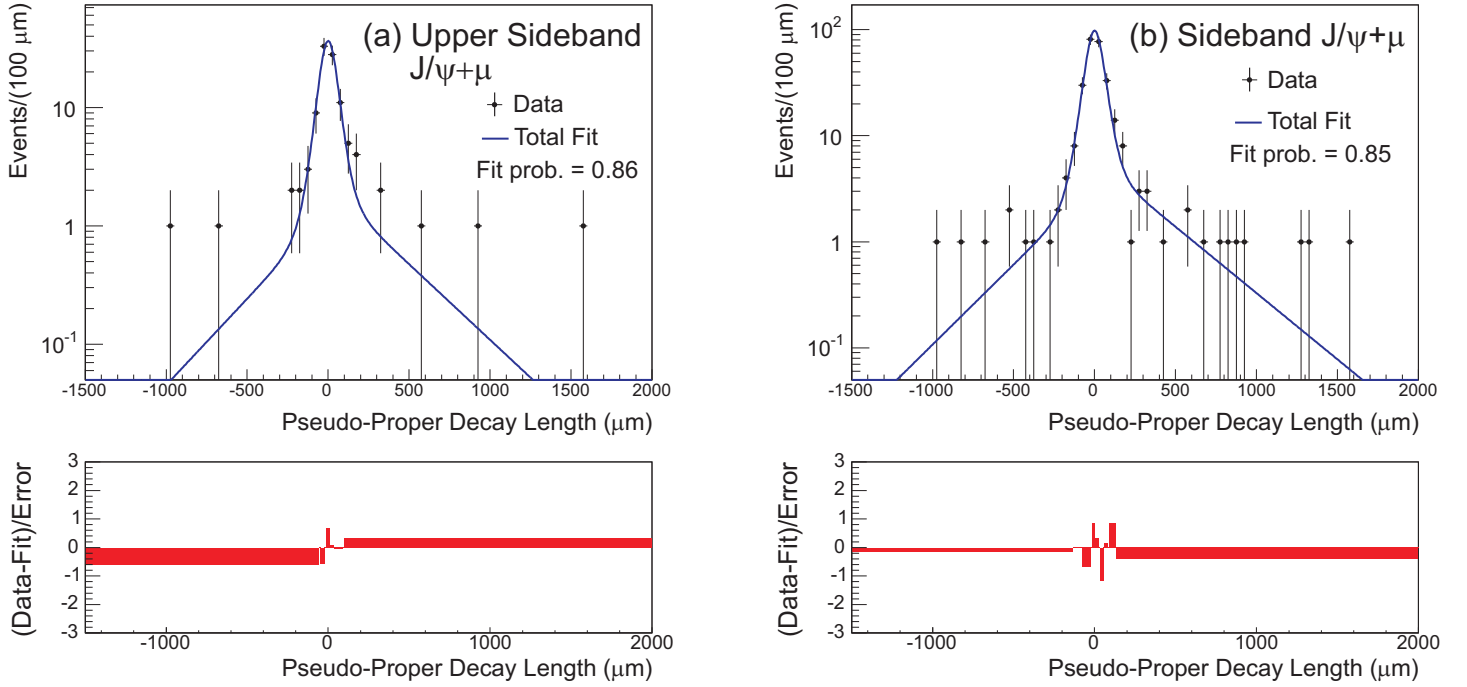 (a) Upper Sideband
J/ψ+μ
Data
Total Fit
Fit prob. = 0.86
Events/(100 μm)
10
1
10⁻¹
-1500 -1000 -500 0 500 1000 1500 2000
Pseudo-Proper Decay Length (μm)
(b) Sideband J/ψ+μ
Data
Total Fit
Fit prob. = 0.85
Events/(100 μm)
10²
10
1
10⁻¹
-1500 -1000 -500 0 500 1000 1500 2000
Pseudo-Proper Decay Length (μm)
(Data-Fit)/Error
3
2
1
0
-1
-2
-3
-1000 0 1000 2000
Pseudo-Proper Decay Length (μm)
(Data-Fit)/Error
3
2
1
0
-1
-2
-3
-1000 0 1000 2000
Pseudo-Proper Decay Length (μm)